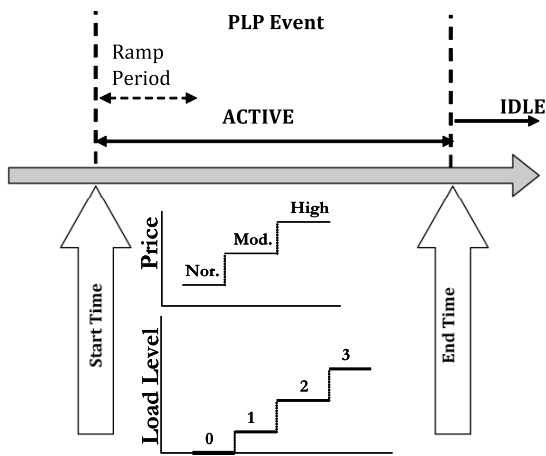 PLP Event
Ramp
Period
IDLE
ACTIVE
High
Mod.
Nor.
Price
Start Time
End Time
Load Level
3
2
1
0